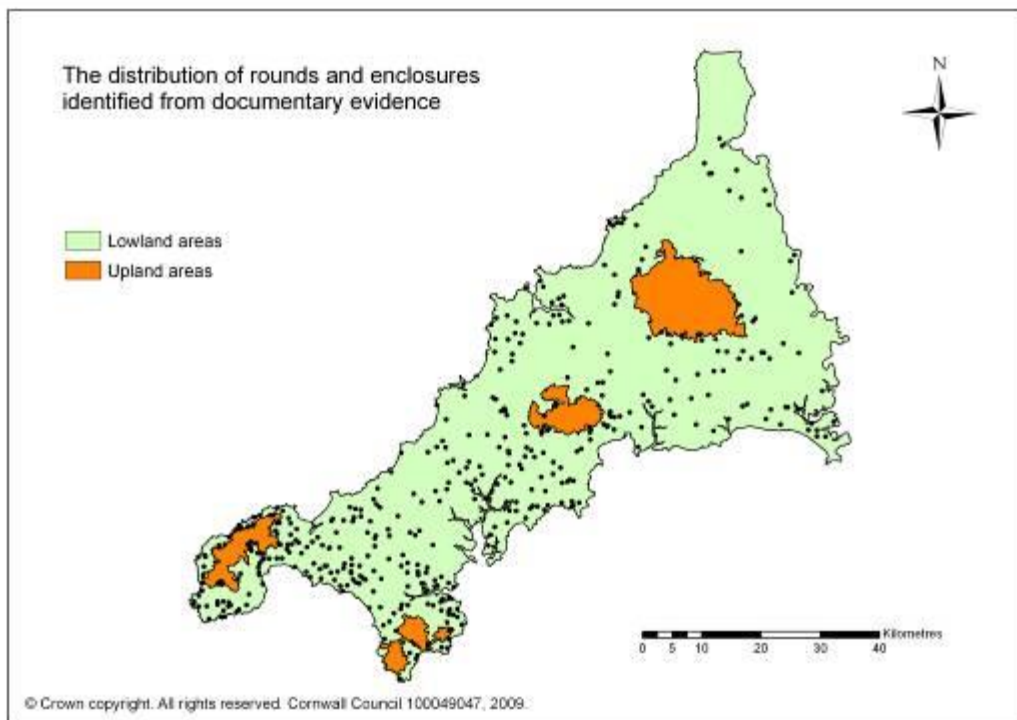 The distribution of rounds and enclosures
identified from documentary evidence
N
Lowland areas
Upland areas
Kilometres
0 5 10 20 30 40
© Crown copyright. All rights reserved. Cornwall Council 100049047, 2009.